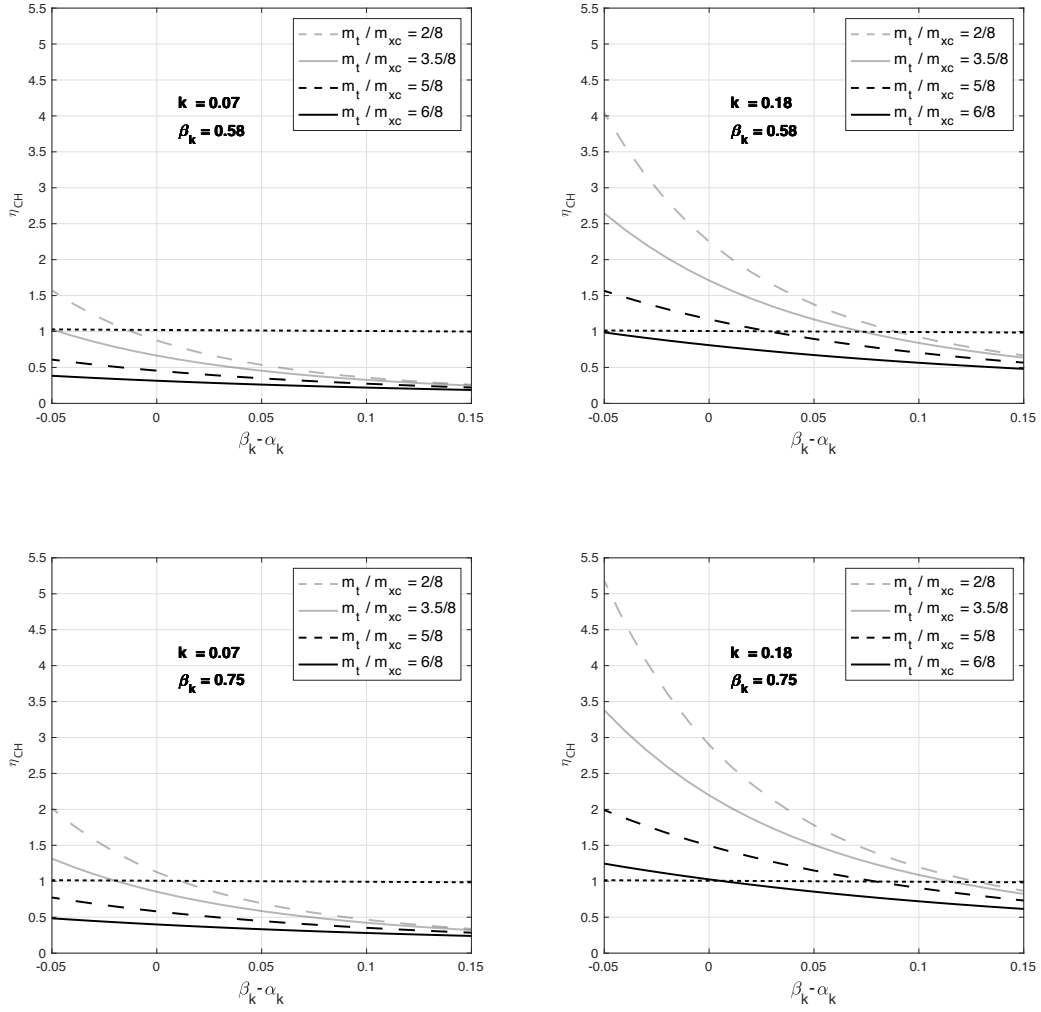 5.5
5
4.5
4
3.5
3
2.5
2
1.5
1
0.5
0
η_CH
m_t / m_xc = 2/8
m_t / m_xc = 3.5/8
m_t / m_xc = 5/8
m_t / m_xc = 6/8
k = 0.07
β_k = 0.58
-0.05 0 0.05 0.1 0.15
β_k-α_k
5.5
5
4.5
4
3.5
3
2.5
2
1.5
1
0.5
0
η_CH
m_t / m_xc = 2/8
m_t / m_xc = 3.5/8
m_t / m_xc = 5/8
m_t / m_xc = 6/8
k = 0.18
β_k = 0.58
-0.05 0 0.05 0.1 0.15
β_k-α_k
5.5
5
4.5
4
3.5
3
2.5
2
1.5
1
0.5
0
η_CH
m_t / m_xc = 2/8
m_t / m_xc = 3.5/8
m_t / m_xc = 5/8
m_t / m_xc = 6/8
k = 0.07
β_k = 0.75
-0.05 0 0.05 0.1 0.15
β_k-α_k
5.5
5
4.5
4
3.5
3
2.5
2
1.5
1
0.5
0
η_CH
m_t / m_xc = 2/8
m_t / m_xc = 3.5/8
m_t / m_xc = 5/8
m_t / m_xc = 6/8
k = 0.18
β_k = 0.75
-0.05 0 0.05 0.1 0.15
β_k-α_k